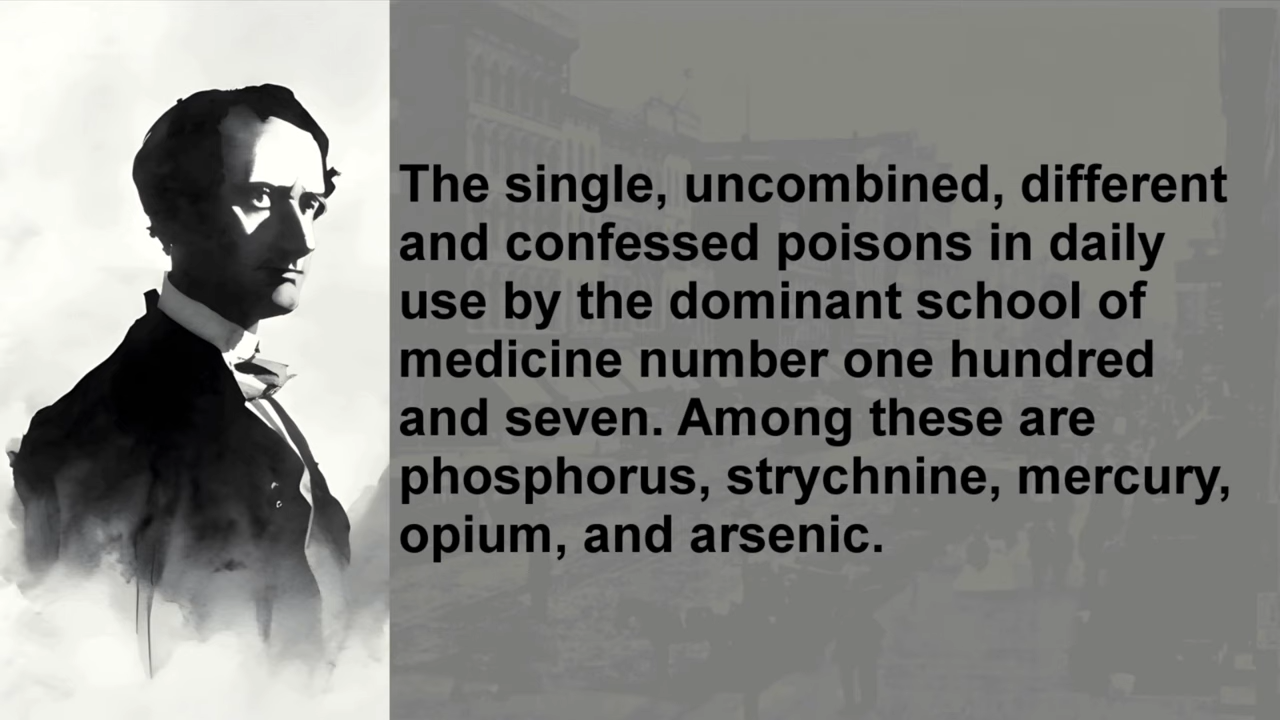 The single, uncombined, different
and confessed poisons in daily
use by the dominant school of
medicine number one hundred
and seven. Among these are
phosphorus, strychnine, mercury,
opium, and arsenic.